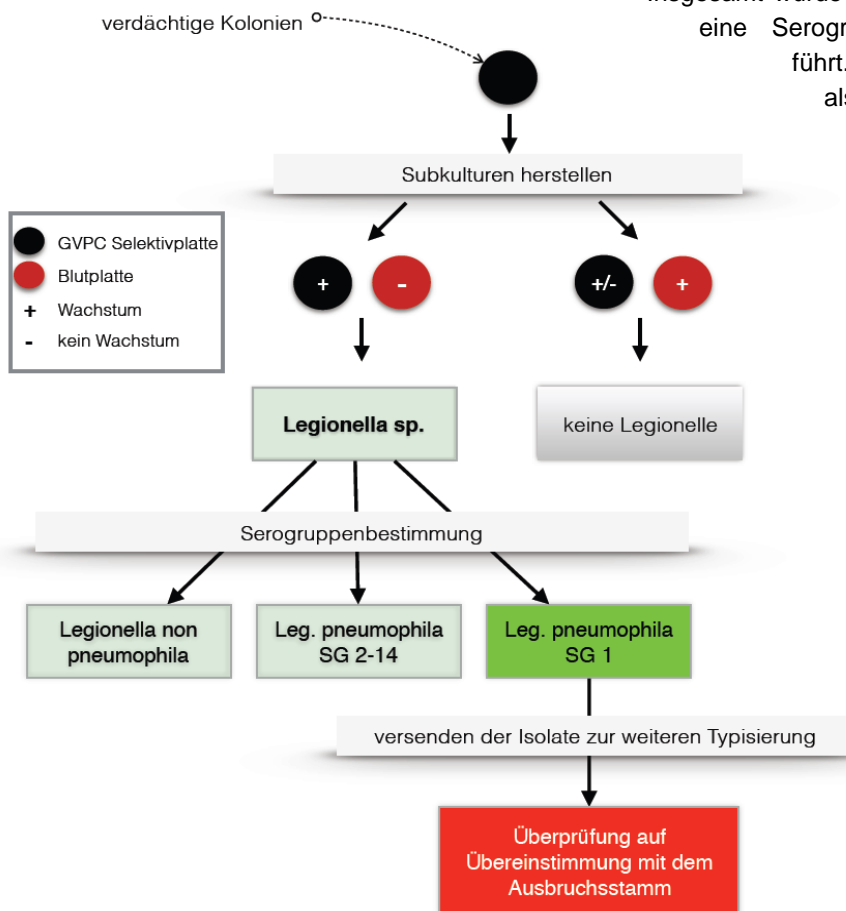 eine Serogr
führt.
als
verdächtige Kolonien
Subkulturen herstellen
GVPC Selektivplatte
Blutplatte
+ Wachstum
- kein Wachstum
+
-
+/-
+
Legionella sp.
keine Legionelle
Serogruppenbestimmung
Legionella non
pneumophila
Leg. pneumophila
SG 2-14
Leg. pneumophila
SG 1
versenden der Isolate zur weiteren Typisierung
Überprüfung auf
Übereinstimmung mit dem
Ausbruchsstamm